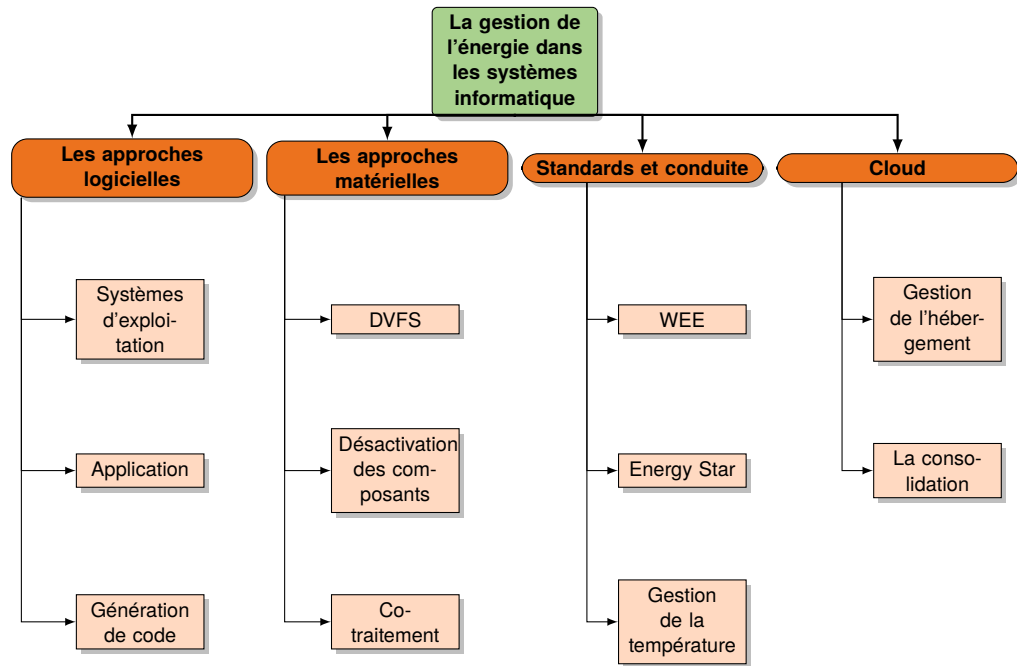 La gestion de
l'énergie dans
les systèmes
informatique
Les approches
logicielles
Les approches
matérielles
Standards et conduite
Cloud
Systèmes
d'exploi-
tation
DVFS
WEE
Gestion
de l'héber-
gement
Application
Désactivation
des com-
posants
Energy Star
La conso-
lidation
Génération
de code
Co-
traitement
Gestion
de la
température